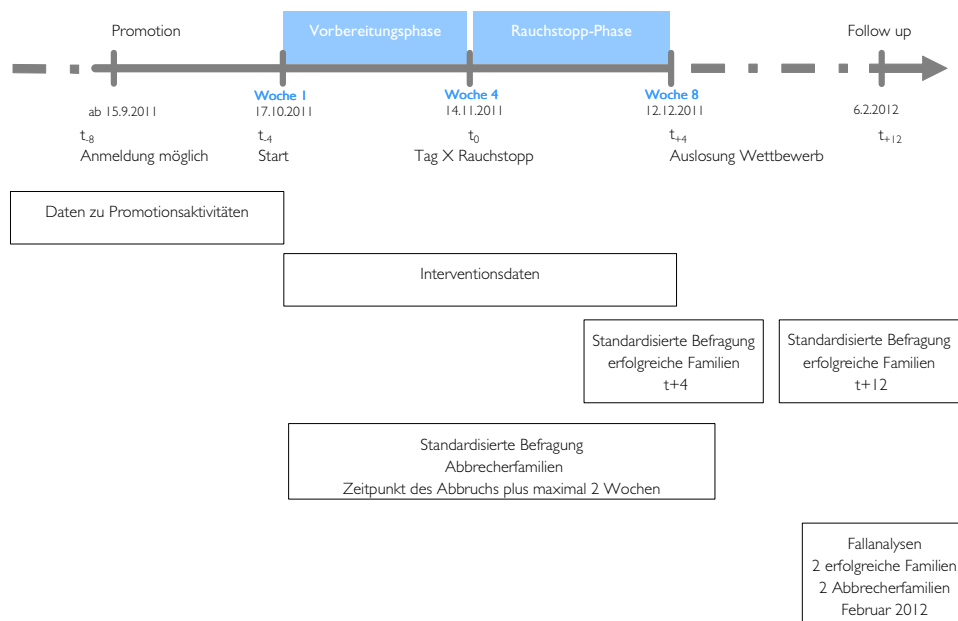 Promotion
Vorbereitungsphase
Rauchstopp-Phase
Follow up
Woche 1
Woche 4
Woche 8
ab 15.9.2011
17.10.2011
14.11.2011
12.12.2011
6.2.2012
t-8
t-4
t0
t+4
t+12
Anmeldung möglich
Start
Tag X Rauchstopp
Auslosung Wettbewerb
Daten zu Promotionsaktivitäten
Interventionsdaten
Standardisierte Befragung
erfolgreiche Familien
t+4
Standardisierte Befragung
erfolgreiche Familien
t+12
Standardisierte Befragung
Abbrecherfamilien
Zeitpunkt des Abbruchs plus maximal 2 Wochen
Fallanalysen
2 erfolgreiche Familien
2 Abbrecherfamilien
Februar 2012